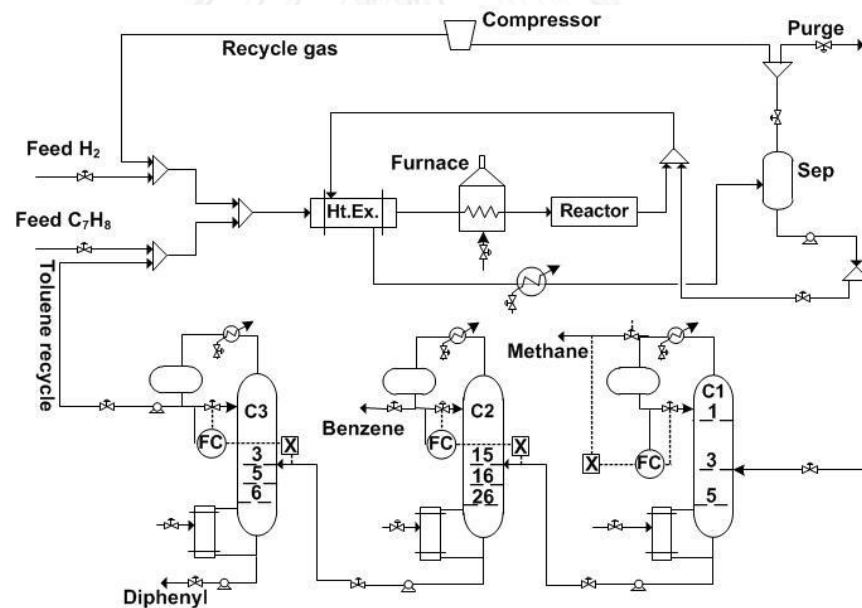 Compressor
Purge
Recycle gas
Feed H₂
Furnace
Sep
Ht.Ex.
Reactor
Feed C₇H₈
Toluene recycle
Methane
C3
C2
C1
1
Benzene
FC
X
FC
X
X
FC
3
5
6
15
16
26
3
5
Diphenyl